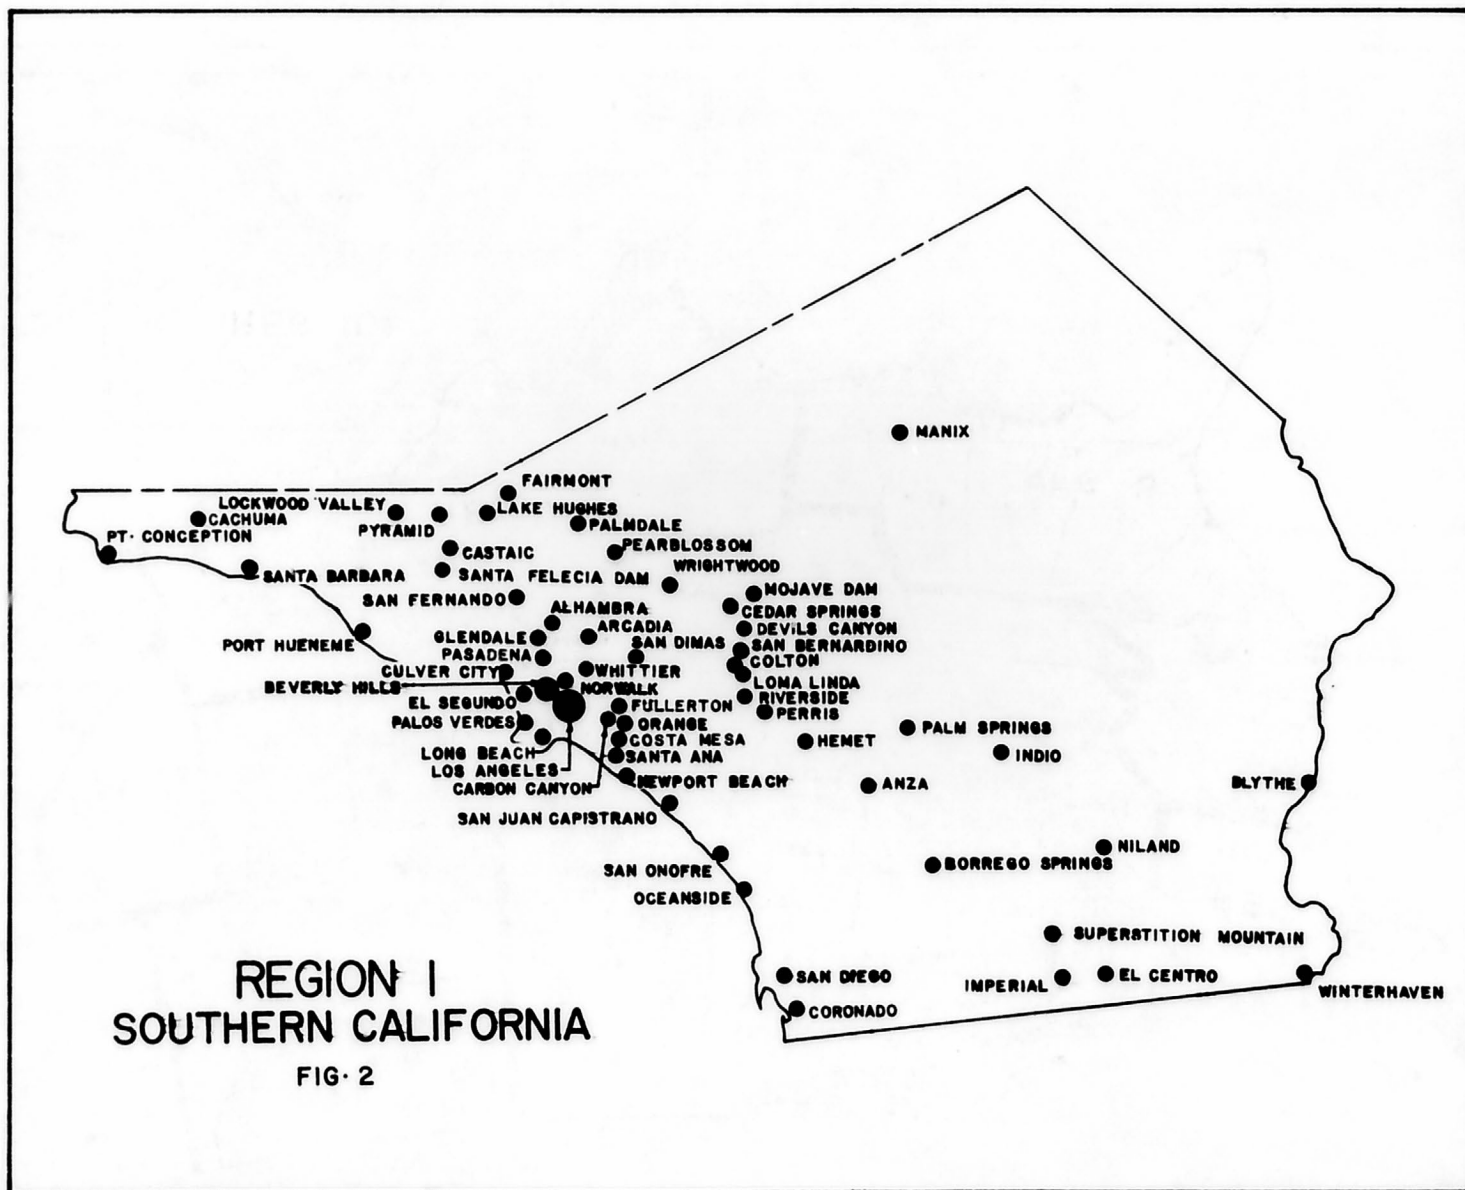 MANIX
FAIRMONT
LOCKWOOD VALLEY
LAKE HUGHES
CACHUMA
PYRAMID
PALMDALE
PT. CONCEPTION
CASTAIC
PEARBLOSSOM
WRIGHTWOOD
SANTA BARBARA
SANTA FELECIA DAM
MOJAVE DAM
SAN FERNANDO
ALHAMBRA
CEDAR SPRINGS
ARCADIA
DEVILS CANYON
PORT HUENEME
GLENDALE
SAN DIMAS
SAN BERNARDINO
PASADENA
COLTON
CULVER CITY
WHITTIER
LOMA LINDA
BEVERLY HILLS
NORWALK
RIVERSIDE
EL SEGUNDO
FULLERTON
PERRIS
PALOS VERDES
ORANGE
PALM SPRINGS
COSTA MESA
HEMET
LONG BEACH
SANTA ANA
INDIO
LOS ANGELES
CARBON CANYON
NEWPORT BEACH
ANZA
BLYTHE
SAN JUAN CAPISTRANO
NILAND
SAN ONOFRE
BORREGO SPRINGS
OCEANSIDE
SUPERSTITION MOUNTAIN
SAN DIEGO
IMPERIAL
EL CENTRO
WINTERHAVEN
CORONADO
REGION I
SOUTHERN CALIFORNIA
FIG. 2